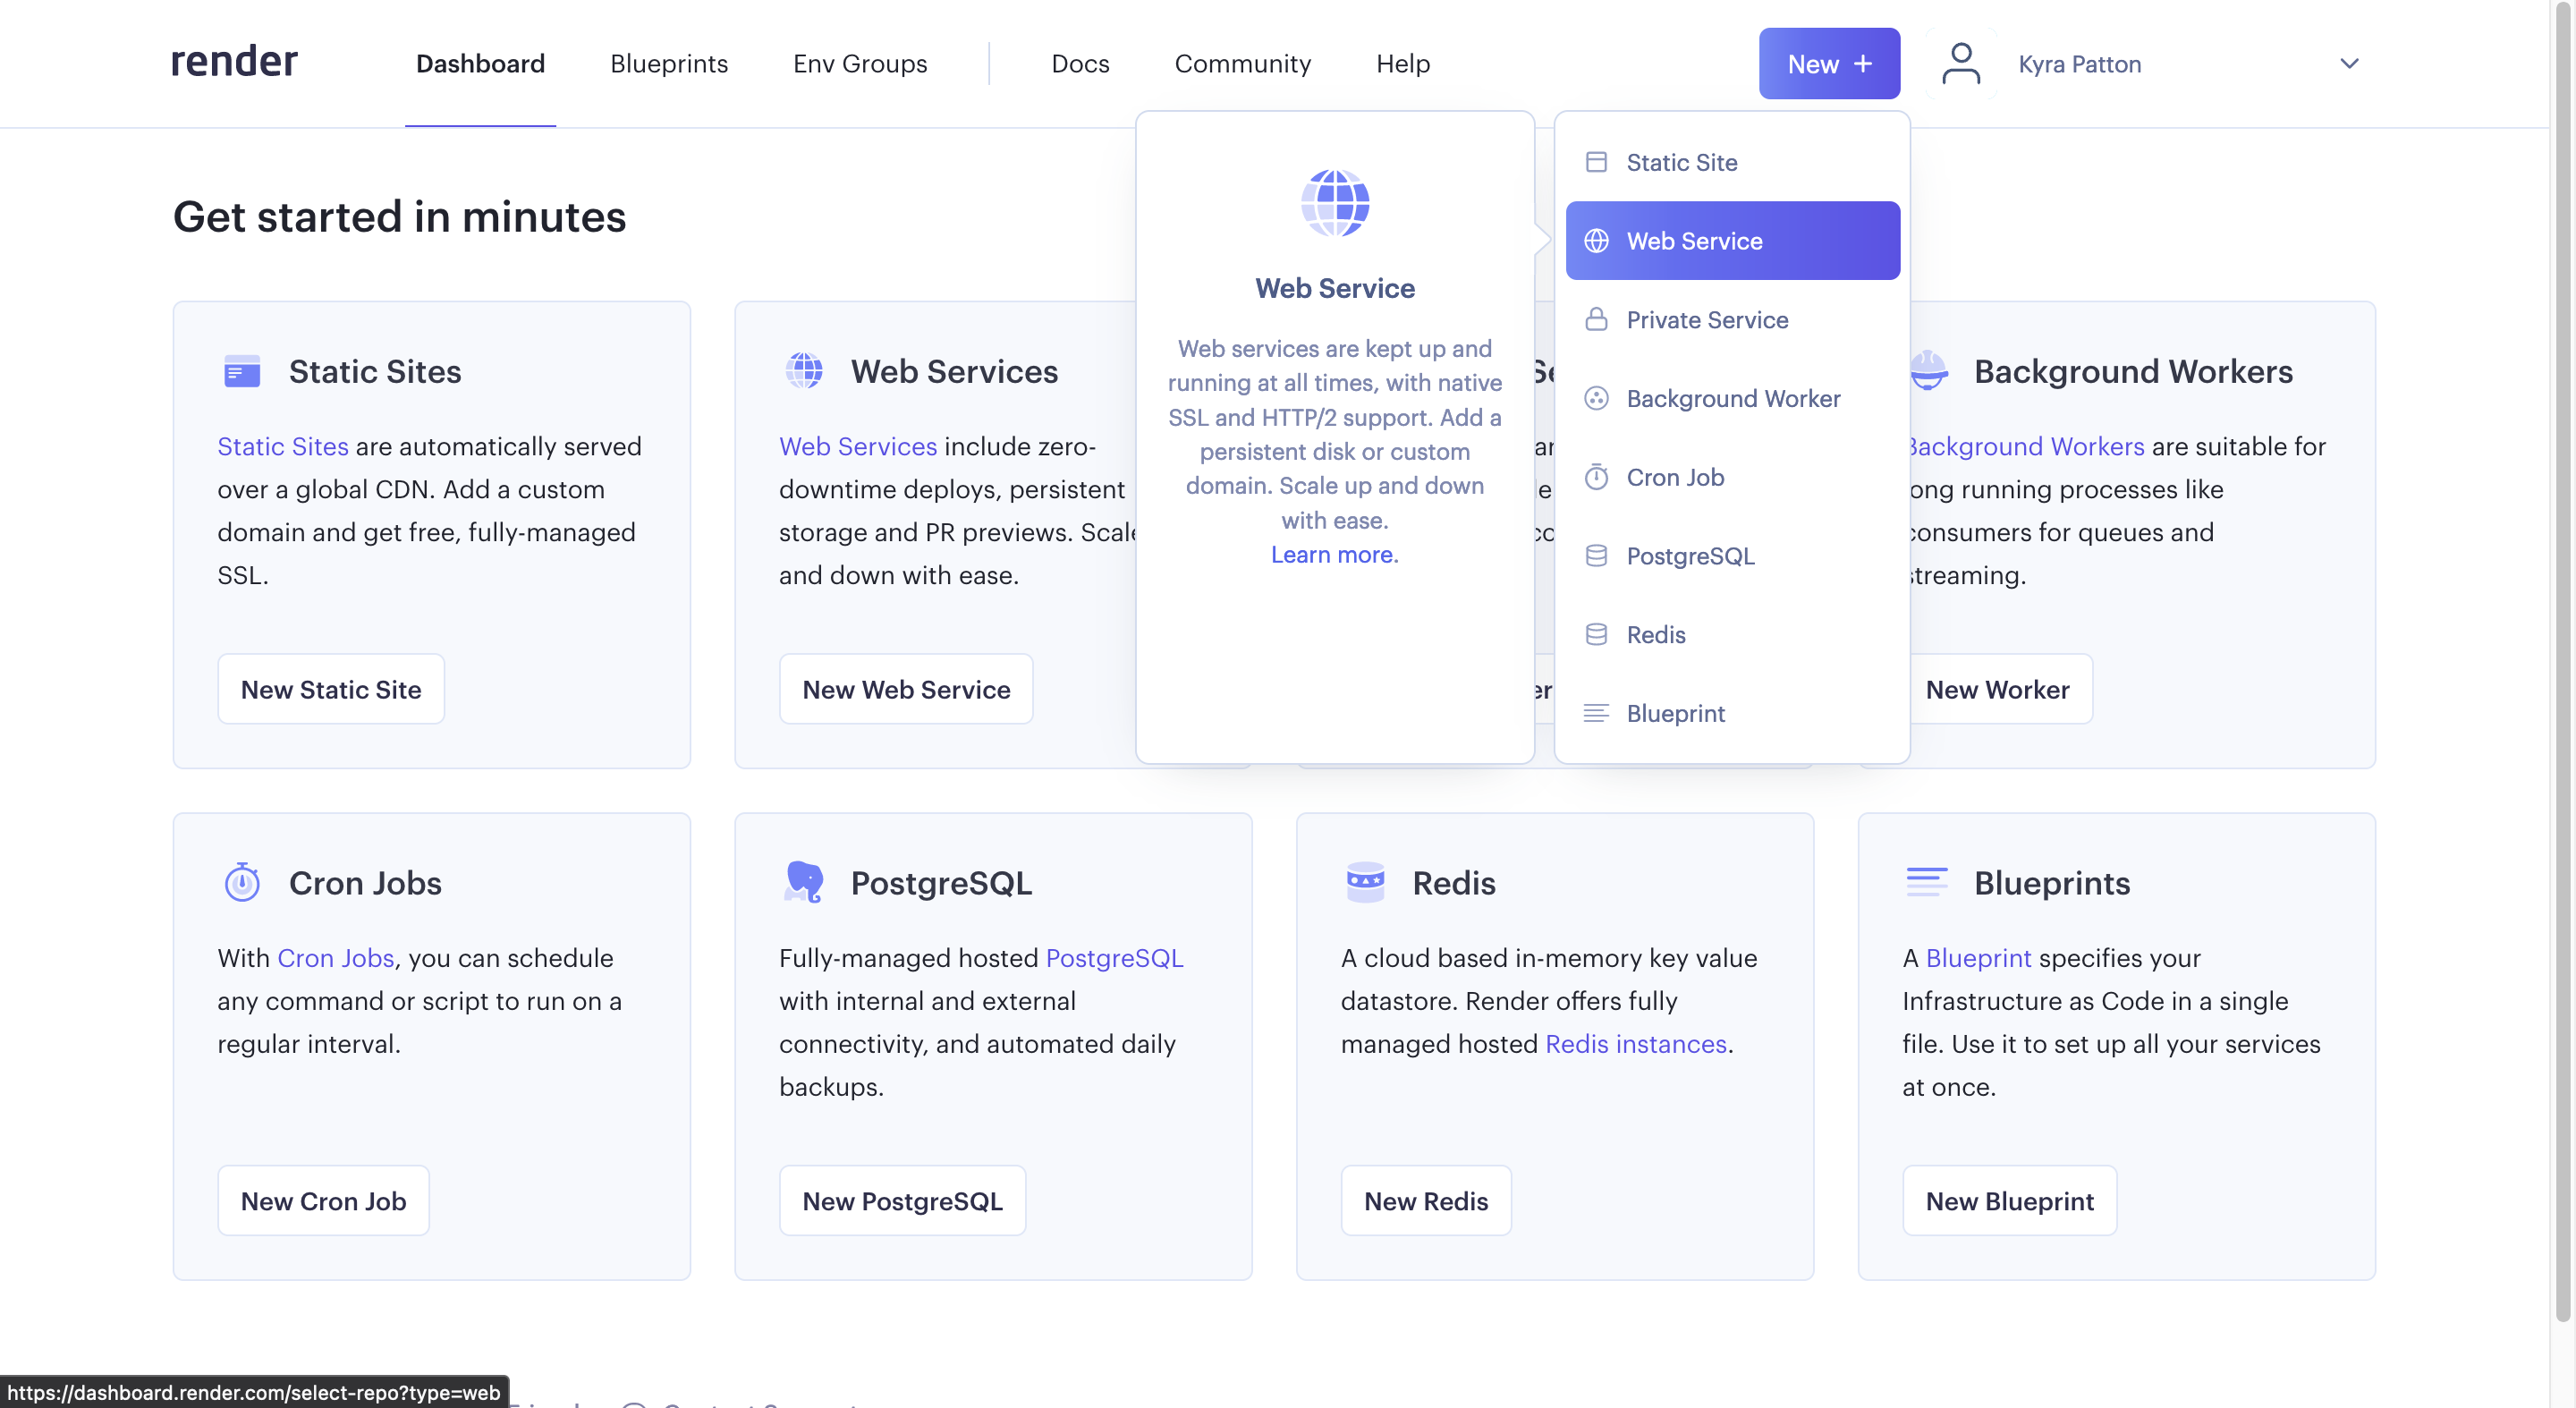 render
Dashboard
Blueprints
Env Groups
Docs
Community
Help
New +
Kyra Patton
Get started in minutes
Static Sites
Static Sites are automatically served
over a global CDN. Add a custom
domain and get free, fully-managed
SSL.
New Static Site
Web Services
Web Services include zero-
downtime deploys, persistent
storage and PR previews. Scale
and down with ease.
New Web Service
Web Service
Web services are kept up and
running at all times, with native
SSL and HTTP/2 support. Add a
persistent disk or custom
domain. Scale up and down
with ease.
Learn more.
Static Site
Web Service
Private Service
Background Worker
Cron Job
PostgreSQL
Redis
Blueprint
Background Workers
Background Workers are suitable for
long running processes like
consumers for queues and
streaming.
New Worker
Cron Jobs
With Cron Jobs, you can schedule
any command or script to run on a
regular interval.
New Cron Job
PostgreSQL
Fully-managed hosted PostgreSQL
with internal and external
connectivity, and automated daily
backups.
New PostgreSQL
Redis
A cloud based in-memory key value
datastore. Render offers fully
managed hosted Redis instances.
New Redis
Blueprints
A Blueprint specifies your
Infrastructure as Code in a single
file. Use it to set up all your services
at once.
New Blueprint
https://dashboard.render.com/select-repo?type=web